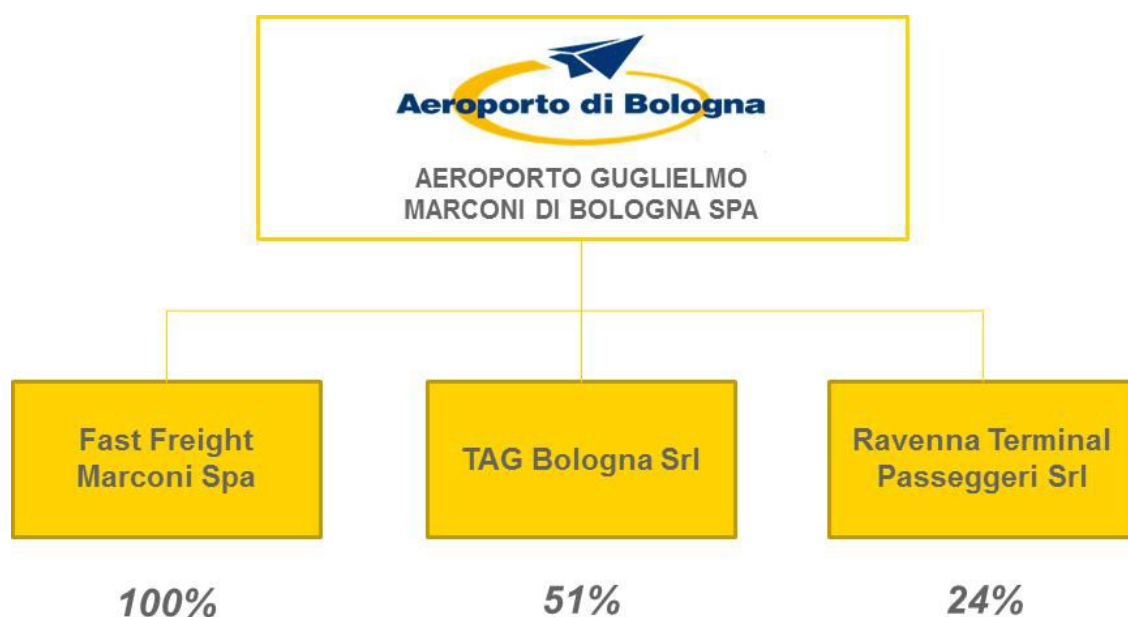 Aeroporto di Bologna
AEROPORTO GUGLIELMO
MARCONI DI BOLOGNA SPA
Fast Freight
Marconi Spa
TAG Bologna Srl
Ravenna Terminal
Passeggeri Srl
100%
51%
24%